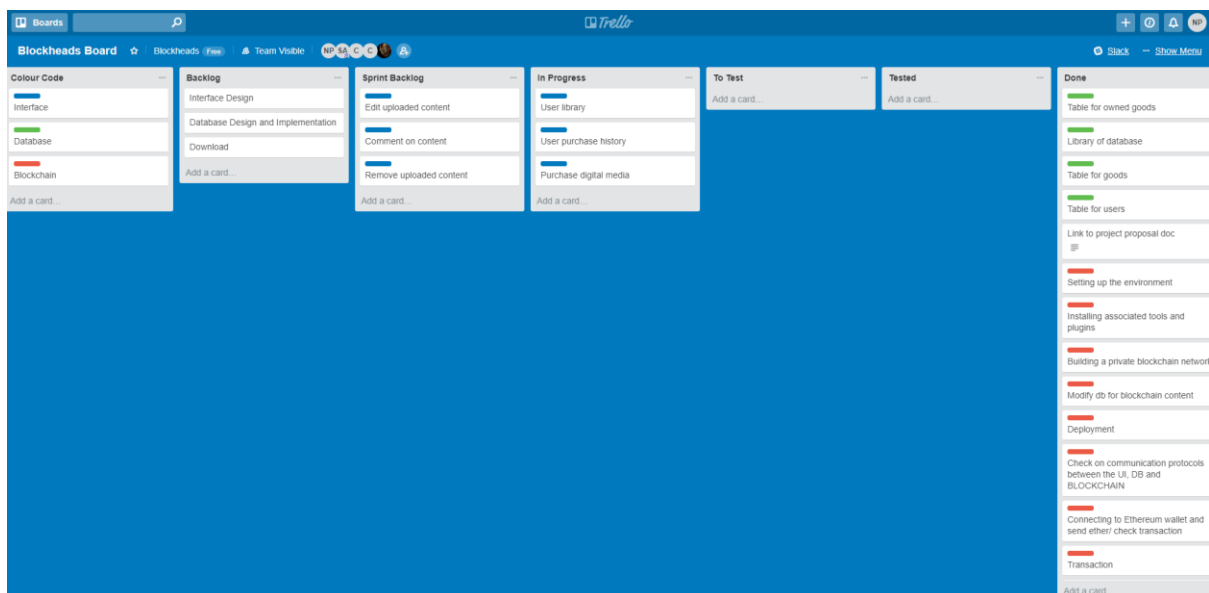 Boards
Trello
NP
Blockheads Board
Blockheads Free
Team Visible
NP SA C C
Slack
Show Menu
Colour Code
Interface
Database
Blockchain
Add a card...
Backlog
Interface Design
Database Design and Implementation
Download
Add a card...
Sprint Backlog
Edit uploaded content
Comment on content
Remove uploaded content
Add a card...
In Progress
User library
User purchase history
Purchase digital media
Add a card...
To Test
Add a card...
Tested
Add a card...
Done
Table for owned goods
Library of database
Table for goods
Table for users
Link to project proposal doc
Setting up the environment
Installing associated tools and
plugins
Building a private blockchain network
Modify db for blockchain content
Deployment
Check on communication protocols
between the UI, DB and
BLOCKCHAIN
Connecting to Ethereum wallet and
send ether/ check transaction
Transaction
Add a card